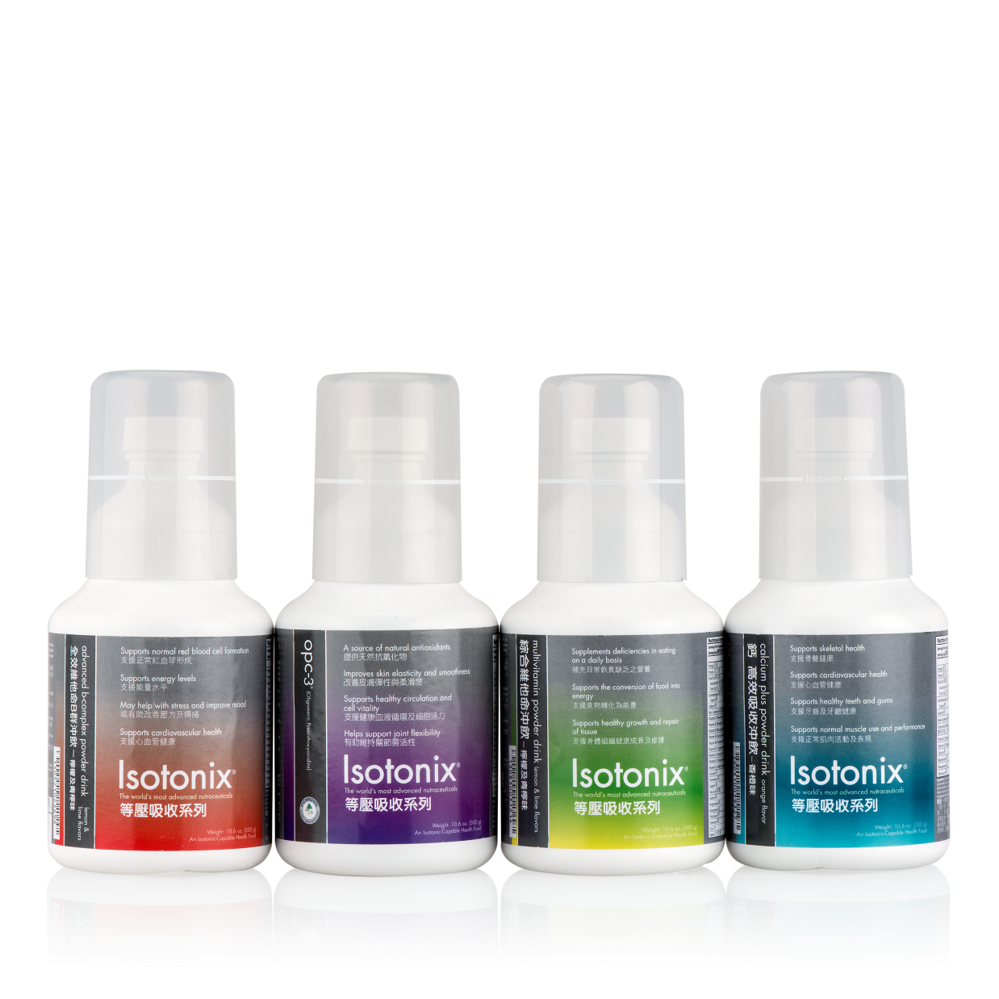 Isotonix
advanced b-complex powder drink lemon &
lime flavors
全效維他命B群沖飲 – 檸檬及青檸味
Supports normal red blood cell formation
支援正常紅血球形成
Supports energy levels
支援能量水平
May help with stress and improve mood
或有助改善壓力及情緒
Supports cardiovascular health
支援心血管健康
Isotonix®
The world's most advanced nutraceuticals
等壓吸收系列
Weight: 10.6 oz. (300 g)
An Isotonic-Capable Health Food
Isotonix®
opc-3®
A source of natural antioxidants
提供天然抗氧化物
Improves skin elasticity and smoothness
改善皮膚彈性與柔滑度
Supports healthy circulation and
cell vitality
支援健康血液循環及細胞活力
Helps support joint flexibility
有助維持關節靈活性
Isotonix®
The world's most advanced nutraceuticals
等壓吸收系列
Weight: 10.6 oz. (300 g)
An Isotonic-Capable Health Food
Isotonix
multivitamin powder drink lemon & lime flavors
綜合維他命沖飲 – 檸檬及青檸味
Supplements deficiencies in eating
on a daily basis
補充日常飲食缺乏之營養
Supports the conversion of food into
energy
支援食物轉化為能量
Supports healthy growth and repair
of tissue
支援身體組織健康成長及修護
Isotonix®
The world's most advanced nutraceuticals
等壓吸收系列
Weight: 10.6 oz. (300 g)
An Isotonic-Capable Health Food
Isotonix®
calcium plus powder drink orange flavor
鈣 高效吸收沖飲 – 香橙味
Supports skeletal health
支援骨骼健康
Supports cardiovascular health
支援心血管健康
Supports healthy teeth and gums
支援牙齒及牙齦健康
Supports normal muscle use and performance
支援正常肌肉活動及表現
Isotonix®
The world's most advanced nutraceuticals
等壓吸收系列
Weight: 10.6 oz. (300 g)
An Isotonic-Capable Health Food